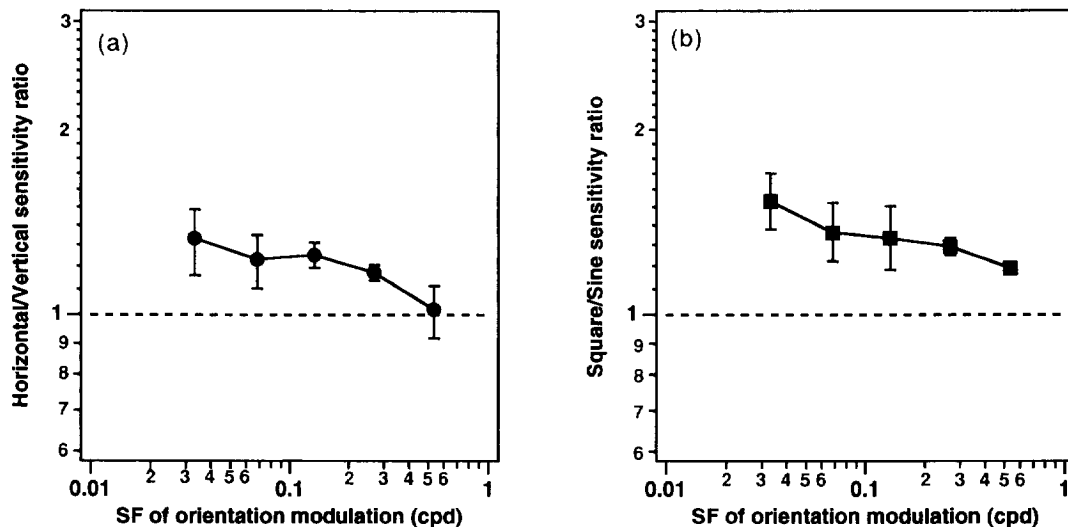 (a)
Horizontal/Vertical sensitivity ratio
3
2
1
9
8
7
6
0.01 2 3 4 5 6 0.1 2 3 4 5 6 1
SF of orientation modulation (cpd)
(b)
Square/Sine sensitivity ratio
3
2
1
9
8
7
6
0.01 2 3 4 5 6 0.1 2 3 4 5 6 1
SF of orientation modulation (cpd)